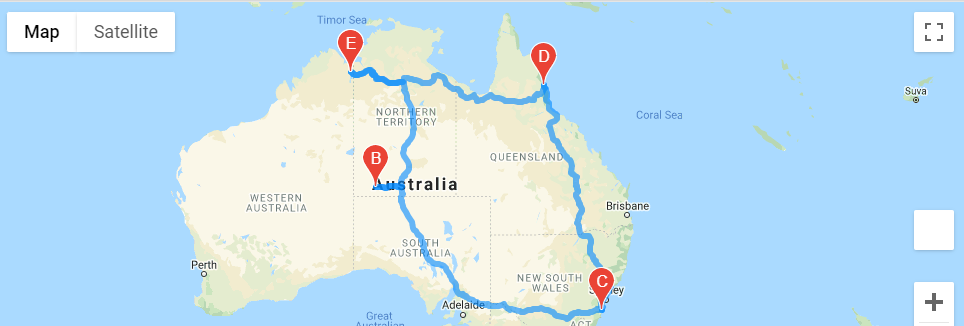 Map
Satellite
Timor Sea
E
D
Suva
NORTHERN
TERRITORY
Coral Sea
B
QUEENSLAND
Australia
WESTERN
AUSTRALIA
Brisbane
SOUTH
AUSTRALIA
Perth
NEW SOUTH
WALES
C
Adelaide
Great
Australian
ACT